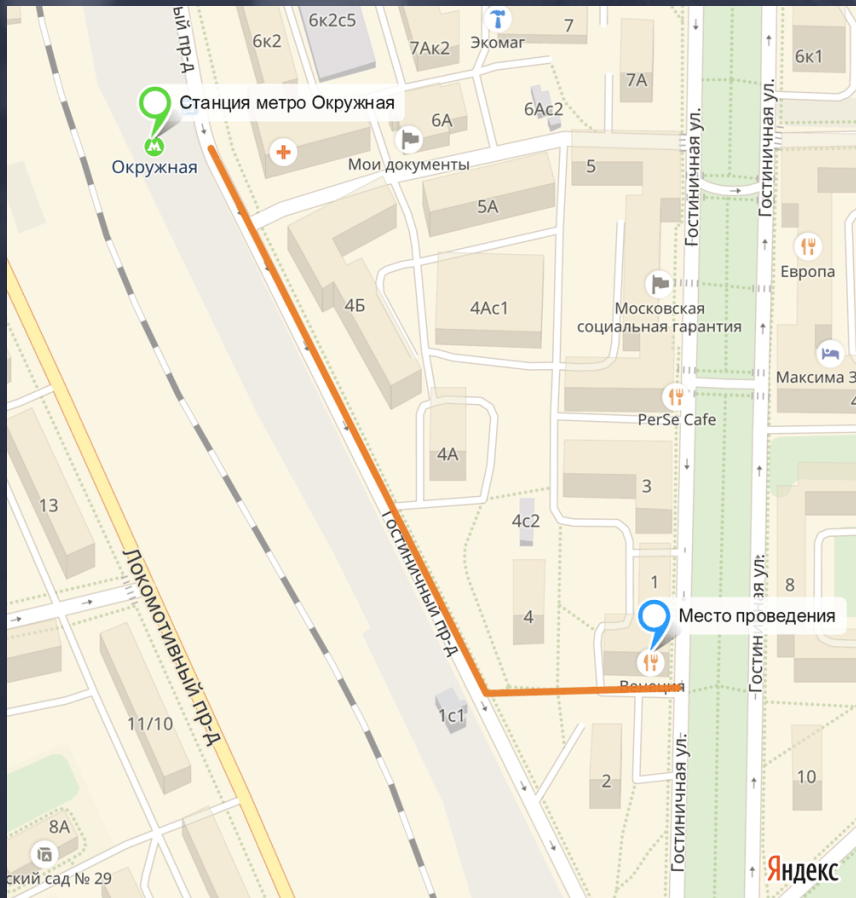 ый пр-д
6к2с5
6к2
7Ак2
Экомаг
7
7А
6к1
Гостиничная ул.
Гостиничная ул.
Станция метро Окружная
Окружная
6А
6Ас2
Мои документы
5
5А
4Б
4Ас1
Европа
Московская
социальная гарантия
Максима З
4
PerSe Cafe
4А
3
13
4с2
Гостиничный пр-д
Локомотивный пр-д
4
1
8
Место проведения
Венеция
Гостиничная ул.
Гостиничная ул.
1с1
11/10
2
10
8А
ский сад № 29
Яндекс